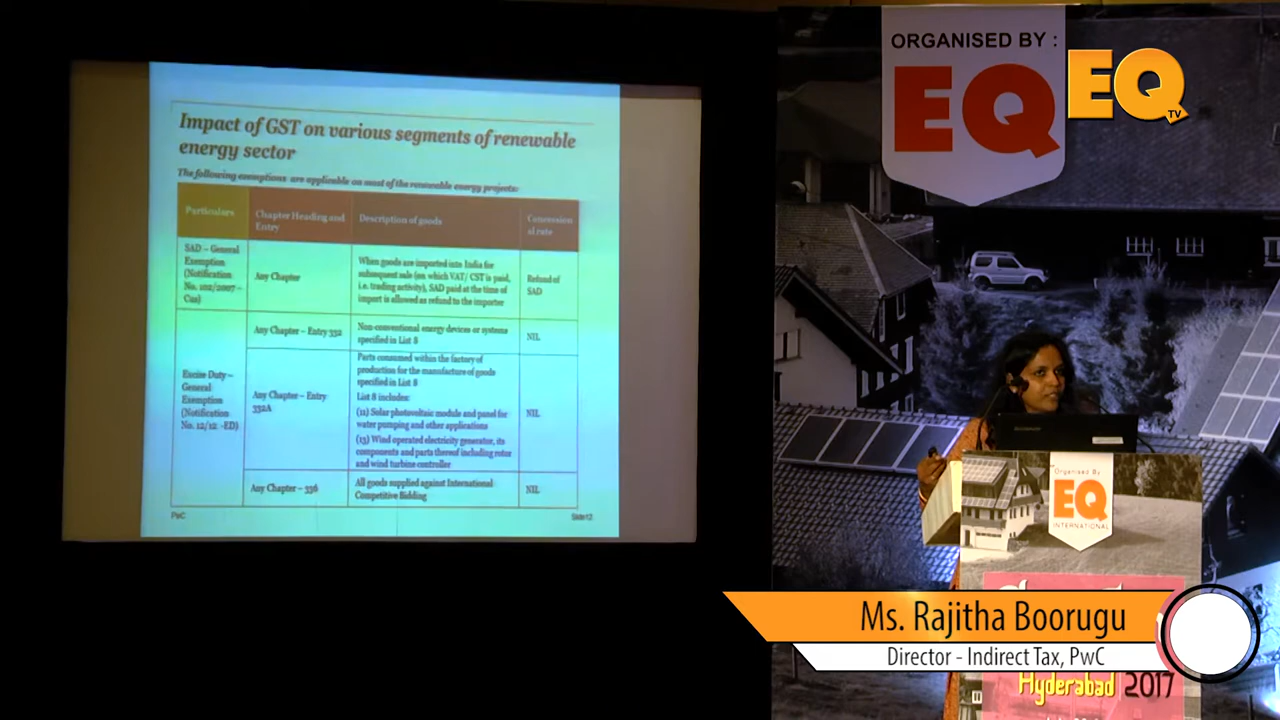 Impact of GST on various segments of renewable
energy sector
The following exemptions are applicable on most of the renewable energy projects:
Particulars
Chapter Heading and
Entry
Description of goods
Concession
al rate
SAD – General
Exemption
(Notification
No. 102/2007 –
Cus)
Any Chapter
When goods are imported into India for
subsequent sale (on which VAT/ CST is paid,
i.e. trading activity), SAD paid at the time of
import is allowed as refund to the importer
Refund of
SAD
Excise Duty –
General
Exemption
(Notification
No. 12/12 -ED)
Any Chapter – Entry 332
Non-conventional energy devices or systems
specified in List 8
NIL
Any Chapter – Entry
332A
Parts consumed within the factory of
production for the manufacture of goods
specified in List 8
List 8 includes:
(11) Solar photovoltaic module and panel for
water pumping and other applications
(13) Wind operated electricity generator, its
components and parts thereof including rotor
and wind turbine controller
NIL
Any Chapter – 336
All goods supplied against International
Competitive Bidding
NIL
PwC
Slide12
ORGANISED BY :
EQ
EQ
TV
Organised By
EQ
INTERNATIONAL
Ms. Rajitha Boorugu
Director - Indirect Tax, PwC
Hyderabad 2017